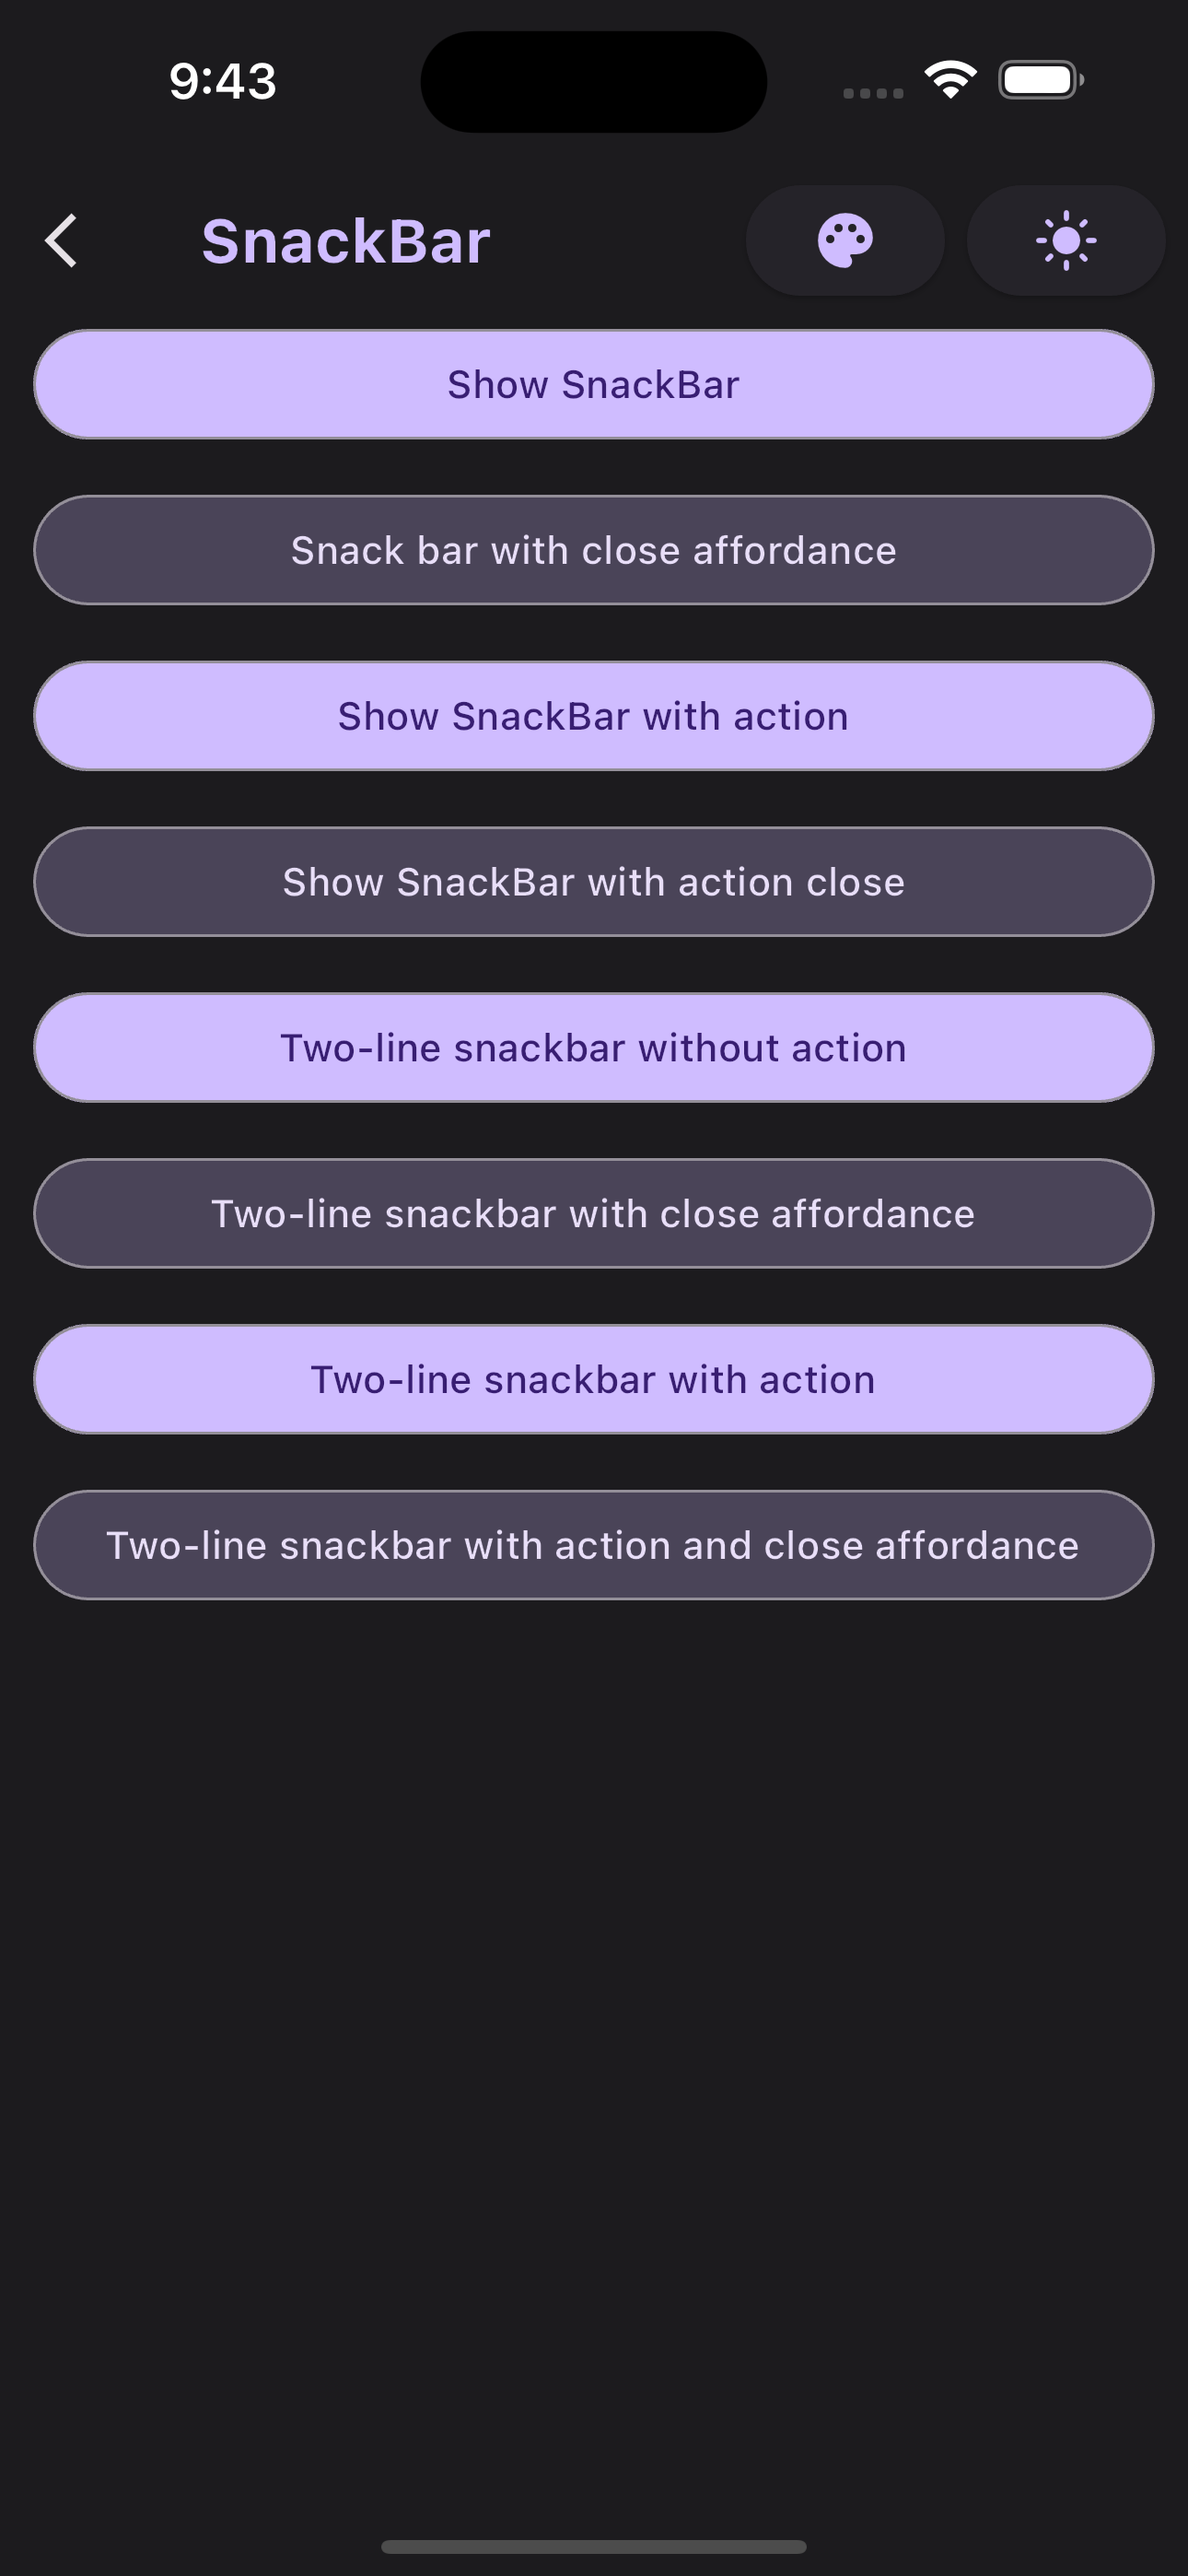 9:43
SnackBar
Show SnackBar
Snack bar with close affordance
Show SnackBar with action
Show SnackBar with action close
Two-line snackbar without action
Two-line snackbar with close affordance
Two-line snackbar with action
Two-line snackbar with action and close affordance